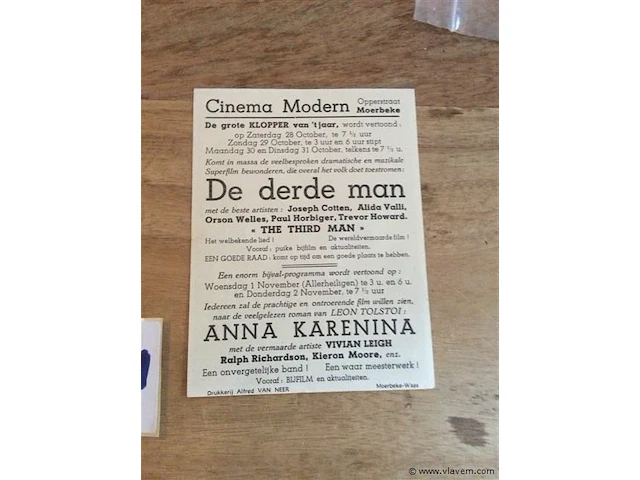 Cinema Modern Opperstraat Moerbeke
De grote KLOPPER van 't jaar, wordt vertoond :
op Zaterdag 28 October, te 7 ½ uur
Zondag 29 October, te 3 uur en 6 uur stipt
Maandag 30 en Dinsdag 31 October, telkens te 7 ½ u.
Komt in massa de veelbesproken dramatische en muzikale
Superfilm bewonderen, die overal het volk doet toestromen:
De derde man
met de beste artisten : Joseph Cotten, Alida Valli,
Orson Welles, Paul Horbiger, Trevor Howard.
« THE THIRD MAN »
Het welbekende lied ! De wereldvermaarde film !
Vooraf : puike bijfilm en aktualiteiten.
EEN GOEDE RAAD : komt op tijd om een goede plaats te hebben.
Een enorm bijval-programma wordt vertoond op :
Woensdag 1 November (Allerheiligen) te 3 u. en 6 u.
en Donderdag 2 November, te 7 ½ uur
Iedereen zal de prachtige en ontroerende film willen zien,
naar de veelgelezen roman van LEON TOLSTOI :
ANNA KARENINA
met de vermaarde artiste VIVIAN LEIGH
Ralph Richardson, Kieron Moore, enz.
Een onvergetelijke band ! Een waar meesterwerk !
Vooraf : BIJFILM en aktualiteiten.
Drukkerij Alfred VAN NEER Moerbeke-Waas
© www.vlavem.com